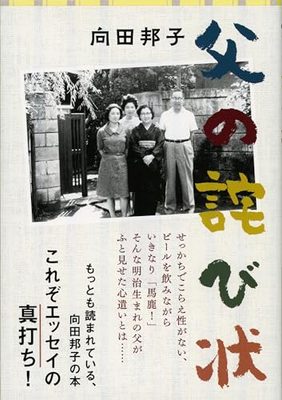 向田邦子
父の詫び状
せっかちでこらえ性がない、
ビールを飲みながら
いきなり「馬鹿!」
そんな明治生まれの父が
ふと見せた心遣いとは……
もっとも読まれている、
向田邦子の本
これぞエッセイの
真打ち!